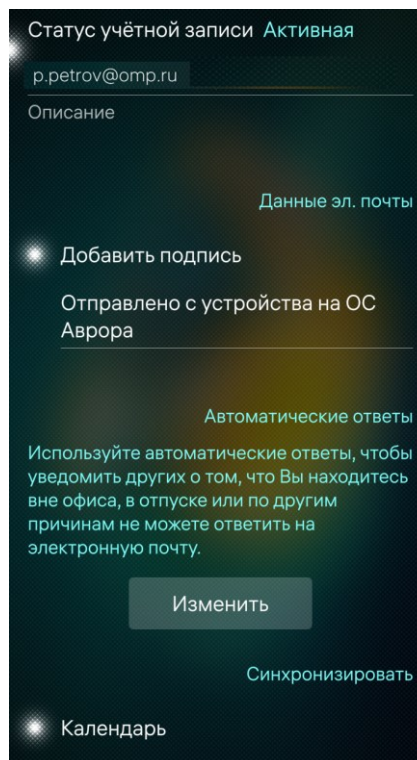 Статус учётной записи Активная
p.petrov@omp.ru
Описание
Данные эл. почты
Добавить подпись
Отправлено с устройства на ОС
Аврора
Автоматические ответы
Используйте автоматические ответы, чтобы
уведомить других о том, что Вы находитесь
вне офиса, в отпуске или по другим
причинам не можете ответить на
электронную почту.
Изменить
Синхронизировать
Календарь